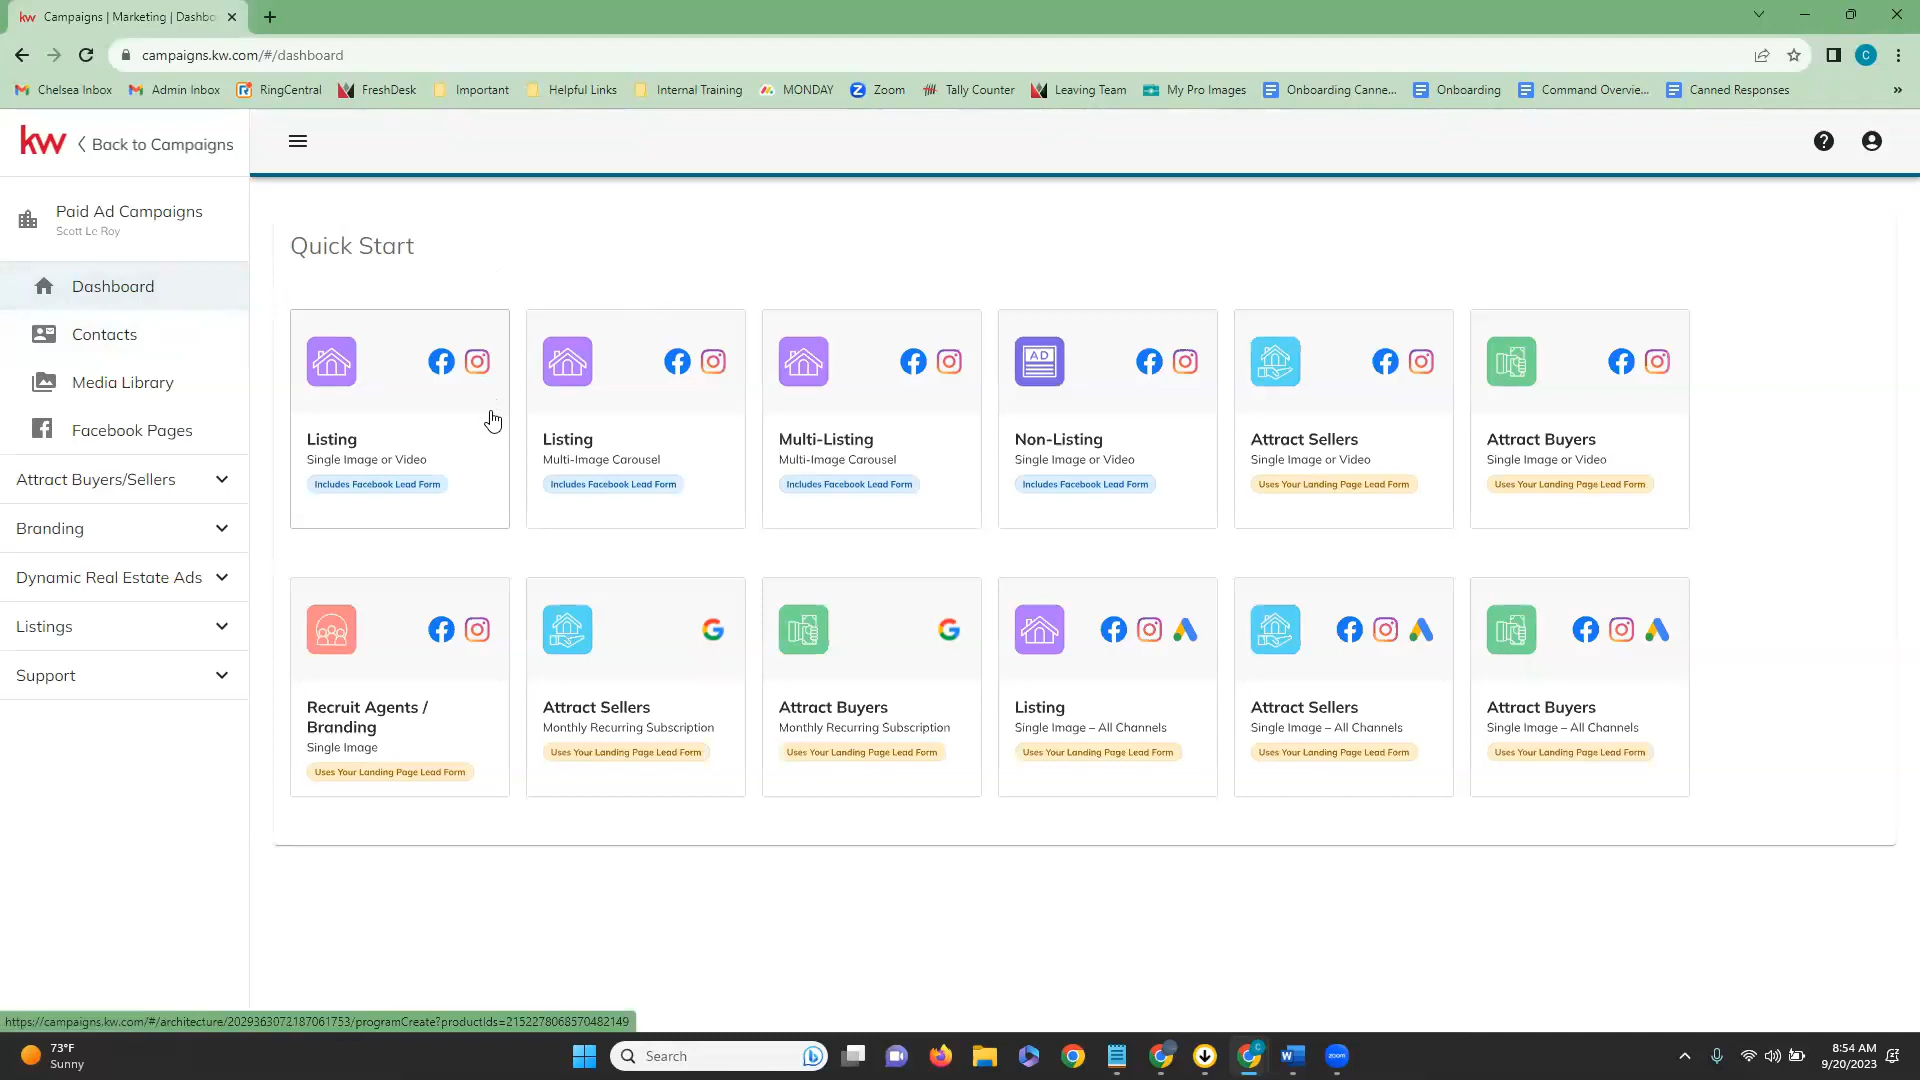 kw Campaigns | Marketing | Dashbo
campaigns.kw.com/#/dashboard
C
Chelsea Inbox
Admin Inbox
RingCentral
FreshDesk
Important
Helpful Links
Internal Training
MONDAY
Zoom
Tally Counter
Leaving Team
My Pro Images
Onboarding Canne...
Onboarding
Command Overvie...
Canned Responses
»
kw
Back to Campaigns
Paid Ad Campaigns
Scott Le Roy
Dashboard
Contacts
Media Library
Facebook Pages
Attract Buyers/Sellers
Branding
Dynamic Real Estate Ads
Listings
Support
Quick Start
Listing
Single Image or Video
Includes Facebook Lead Form
Listing
Multi-Image Carousel
Includes Facebook Lead Form
Multi-Listing
Multi-Image Carousel
Includes Facebook Lead Form
AD
Non-Listing
Single Image or Video
Includes Facebook Lead Form
Attract Sellers
Single Image or Video
Uses Your Landing Page Lead Form
Attract Buyers
Single Image or Video
Uses Your Landing Page Lead Form
Recruit Agents /
Branding
Single Image
Uses Your Landing Page Lead Form
Attract Sellers
Monthly Recurring Subscription
Uses Your Landing Page Lead Form
Attract Buyers
Monthly Recurring Subscription
Uses Your Landing Page Lead Form
Listing
Single Image – All Channels
Uses Your Landing Page Lead Form
Attract Sellers
Single Image – All Channels
Uses Your Landing Page Lead Form
Attract Buyers
Single Image – All Channels
Uses Your Landing Page Lead Form
https://campaigns.kw.com/#/architecture/2029363072187061753/programCreate?productIds=2152278068570482149
73°F
Sunny
Search
zoom
8:54 AM
9/20/2023